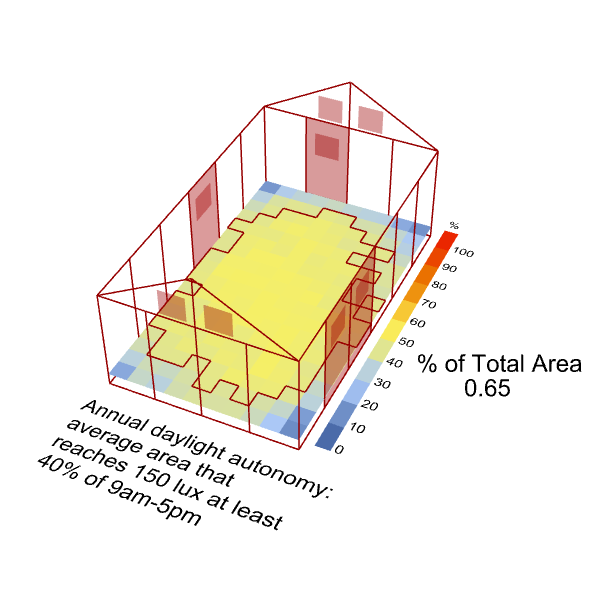 %
100
90
80
70
60
50
40
30
20
10
0
% of Total Area
0.65
Annual daylight autonomy:
average area that
reaches 150 lux at least
40% of 9am-5pm